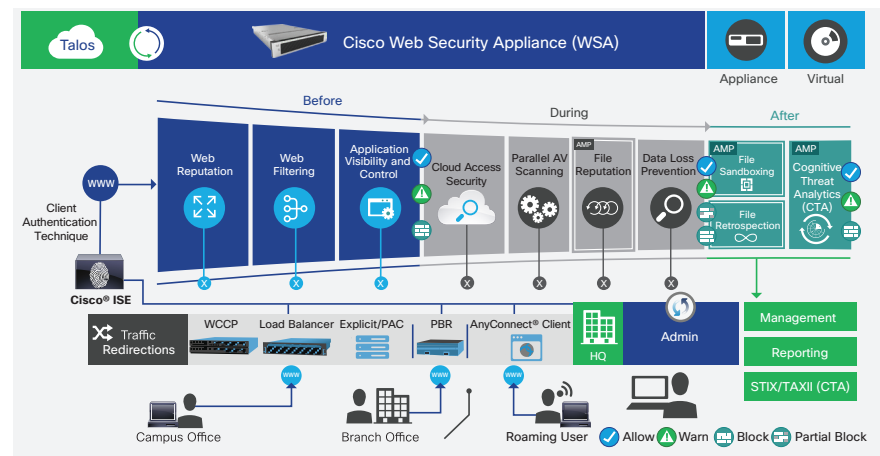 Talos
Cisco Web Security Appliance (WSA)
Appliance
Virtual
Before
During
After
Web
Reputation
Web
Filtering
Application
Visibility and
Control
Cloud Access
Security
Parallel AV
Scanning
AMP
File
Reputation
Data Loss
Prevention
AMP
File
Sandboxing
File
Retrospection
AMP
Cognitive
Threat
Analytics
(CTA)
www
Client
Authentication
Technique
Cisco® ISE
X
X
X
X
X
X
X
Traffic
Redirections
WCCP
Load Balancer
Explicit/PAC
PBR
AnyConnect® Client
HQ
Admin
Management
Reporting
STIX/TAXII (CTA)
www
www
www
Campus Office
Branch Office
Roaming User
Allow
Warn
Block
Partial Block